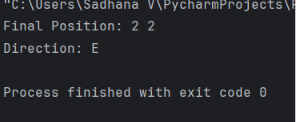 "C:\Users\Sadhana V\PycharmProjects\
Final Position: 2 2
Direction: E
Process finished with exit code 0